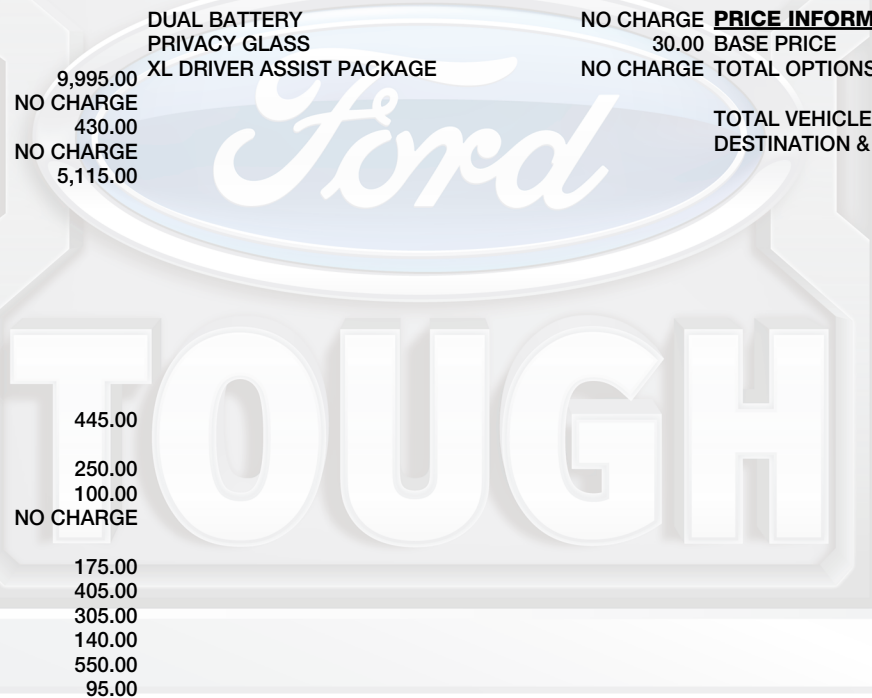 DUAL BATTERY NO CHARGE PRICE INFORM
PRIVACY GLASS 30.00 BASE PRICE
9,995.00 XL DRIVER ASSIST PACKAGE NO CHARGE TOTAL OPTIONS
NO CHARGE
430.00 TOTAL VEHICLE
NO CHARGE DESTINATION &
5,115.00
Ford
TOUGH
445.00
250.00
100.00
NO CHARGE
175.00
405.00
305.00
140.00
550.00
95.00